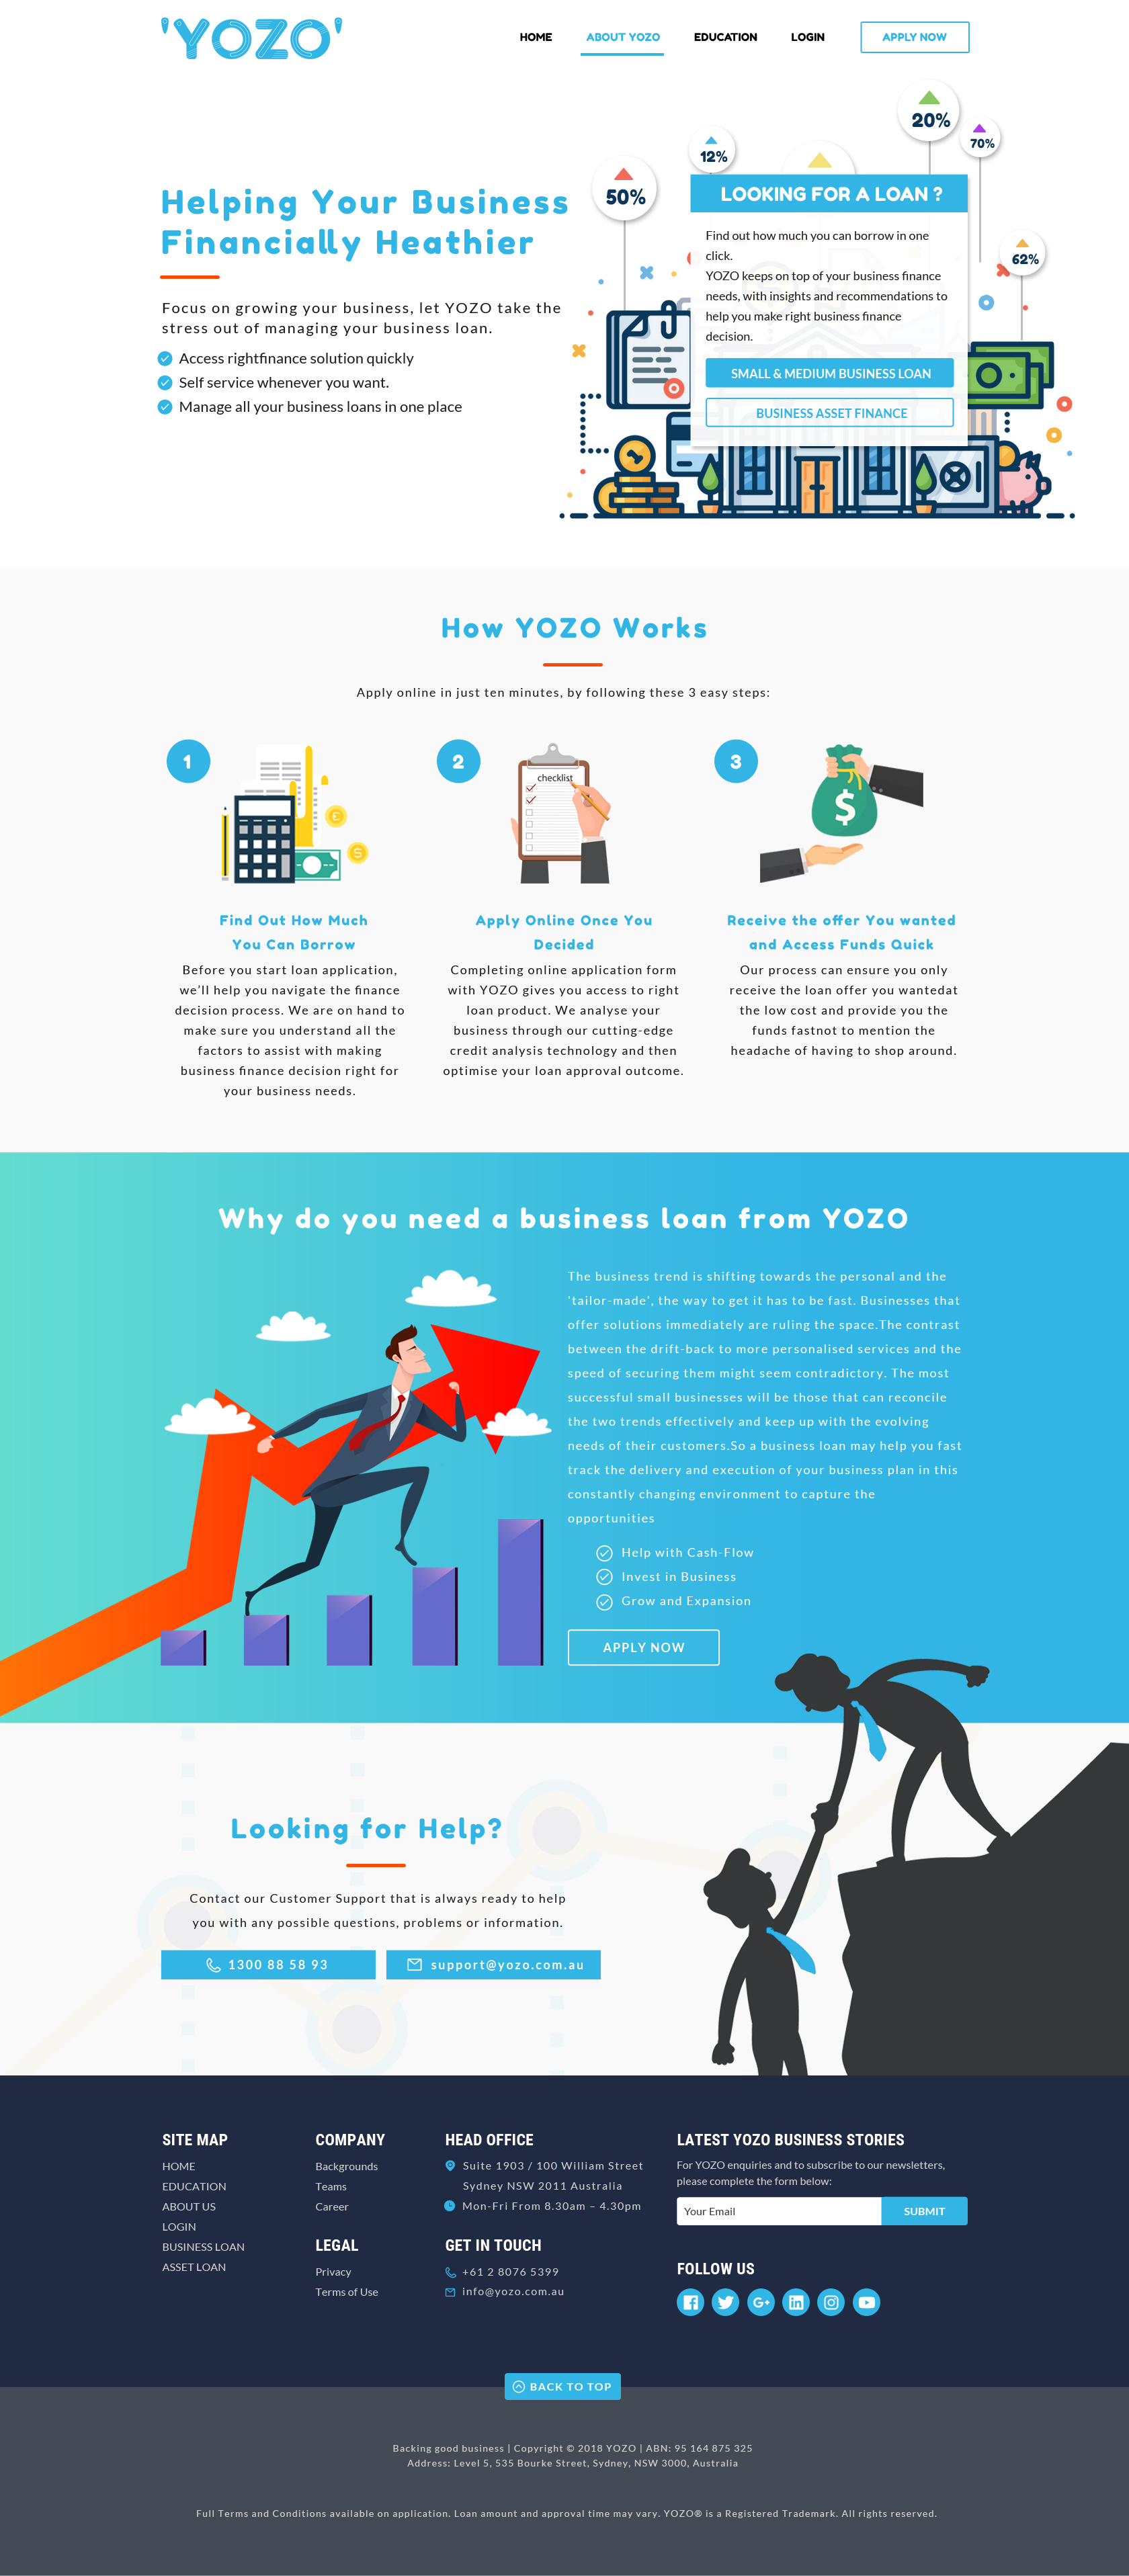 'YOZO'
HOME
ABOUT YOZO
EDUCATION
LOGIN
APPLY NOW
20%
70%
12%
50%
62%
Helping Your Business
Financially Heathier
Focus on growing your business, let YOZO take the
stress out of managing your business loan.
Access rightfinance solution quickly
Self service whenever you want.
Manage all your business loans in one place
LOOKING FOR A LOAN ?
Find out how much you can borrow in one
click.
YOZO keeps on top of your business finance
needs, with insights and recommendations to
help you make right business finance
decision.
SMALL & MEDIUM BUSINESS LOAN
BUSINESS ASSET FINANCE
How YOZO Works
Apply online in just ten minutes, by following these 3 easy steps:
1
Find Out How Much
You Can Borrow
Before you start loan application,
we'll help you navigate the finance
decision process. We are on hand to
make sure you understand all the
factors to assist with making
business finance decision right for
your business needs.
2
checklist
Apply Online Once You
Decided
Completing online application form
with YOZO gives you access to right
loan product. We analyse your
business through our cutting-edge
credit analysis technology and then
optimise your loan approval outcome.
3
$
Receive the offer You wanted
and Access Funds Quick
Our process can ensure you only
receive the loan offer you wantedat
the low cost and provide you the
funds fastnot to mention the
headache of having to shop around.
Why do you need a business loan from YOZO
The business trend is shifting towards the personal and the
'tailor-made', the way to get it has to be fast. Businesses that
offer solutions immediately are ruling the space.The contrast
between the drift-back to more personalised services and the
speed of securing them might seem contradictory. The most
successful small businesses will be those that can reconcile
the two trends effectively and keep up with the evolving
needs of their customers.So a business loan may help you fast
track the delivery and execution of your business plan in this
constantly changing environment to capture the
opportunities
Help with Cash-Flow
Invest in Business
Grow and Expansion
APPLY NOW
Looking for Help?
Contact our Customer Support that is always ready to help
you with any possible questions, problems or information.
1300 88 58 93
support@yozo.com.au
SITE MAP
HOME
EDUCATION
ABOUT US
LOGIN
BUSINESS LOAN
ASSET LOAN
COMPANY
Backgrounds
Teams
Career
LEGAL
Privacy
Terms of Use
HEAD OFFICE
Suite 1903 / 100 William Street
Sydney NSW 2011 Australia
Mon-Fri From 8.30am – 4.30pm
GET IN TOUCH
+61 2 8076 5399
info@yozo.com.au
LATEST YOZO BUSINESS STORIES
For YOZO enquiries and to subscribe to our newsletters,
please complete the form below:
Your Email
SUBMIT
FOLLOW US
BACK TO TOP
Backing good business | Copyright © 2018 YOZO | ABN: 95 164 875 325
Address: Level 5, 535 Bourke Street, Sydney, NSW 3000, Australia
Full Terms and Conditions available on application. Loan amount and approval time may vary. YOZO® is a Registered Trademark. All rights reserved.